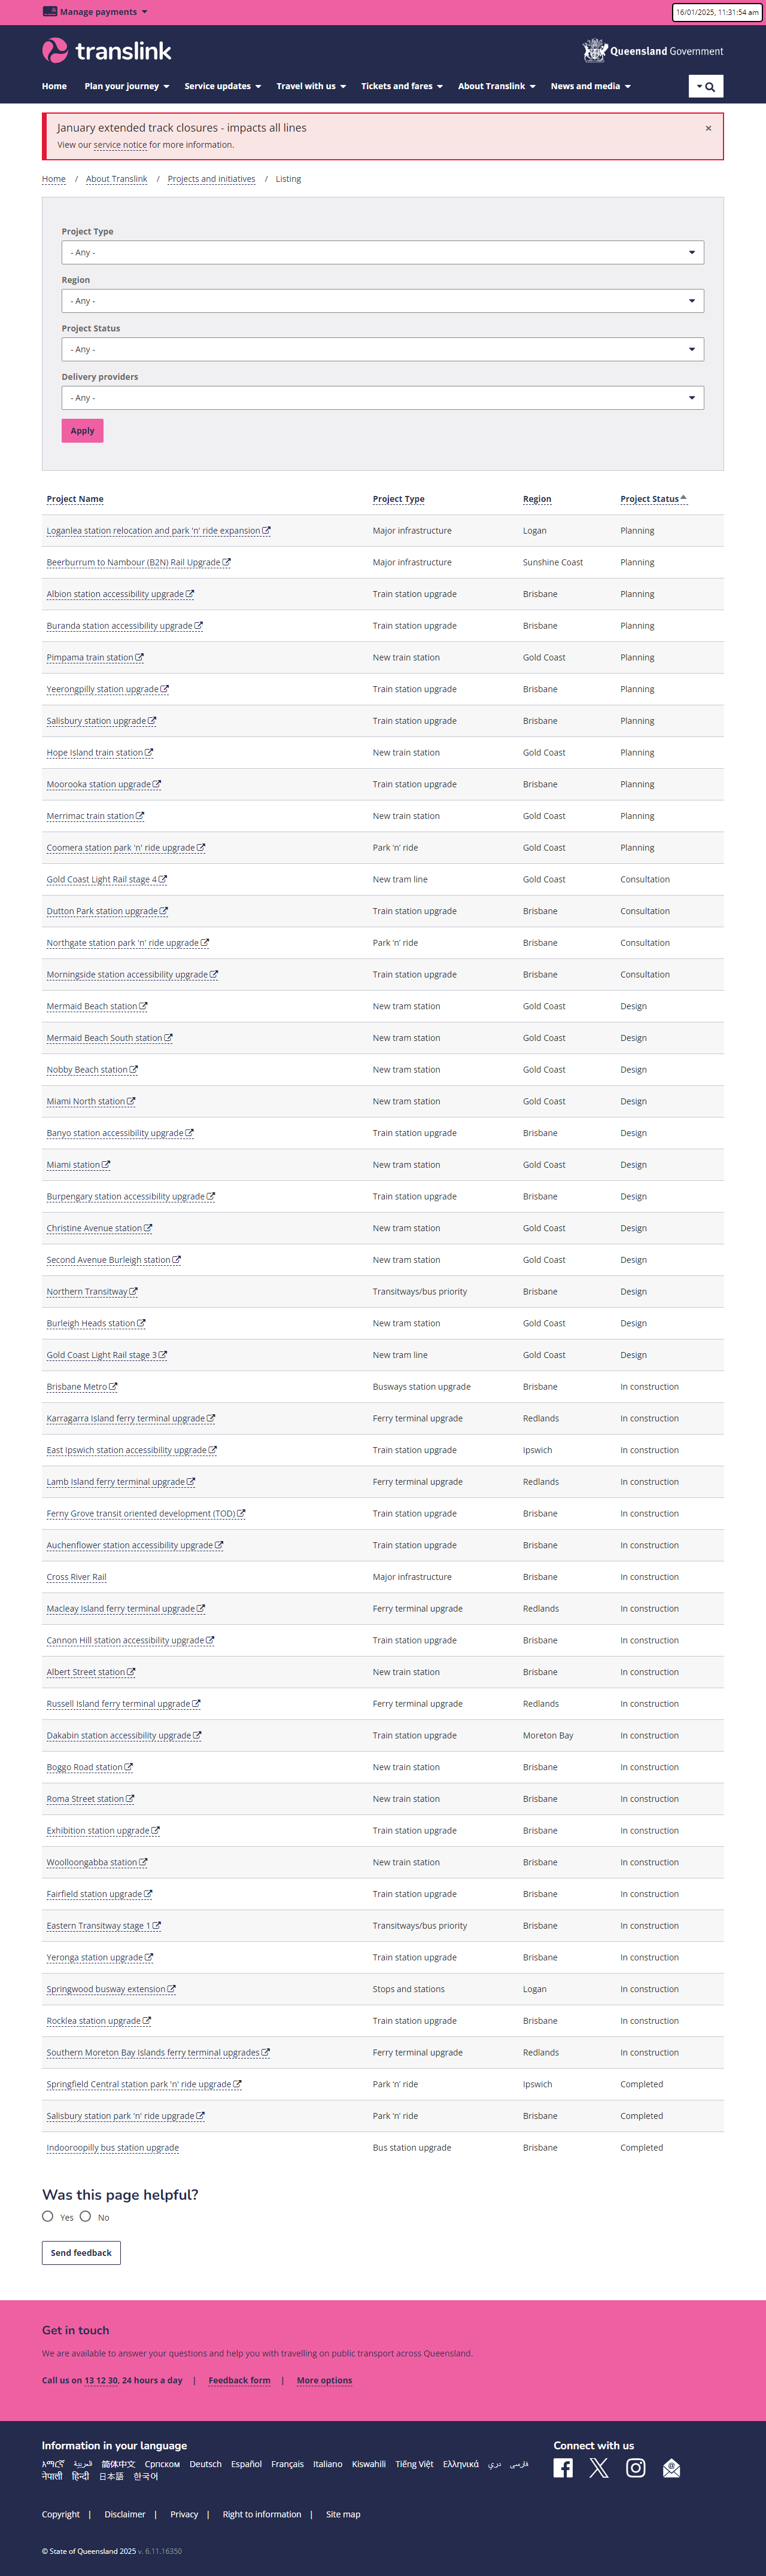 Manage payments
16/01/2025, 11:31:54 am
translink
Queensland Government
Home Plan your journey Service updates Travel with us Tickets and fares About Translink News and media
January extended track closures - impacts all lines
×
View our service notice for more information.
Home / About Translink / Projects and initiatives / Listing
Project Type
- Any -
Region
- Any -
Project Status
- Any -
Delivery providers
- Any -
Apply
Project Name Project Type Region Project Status
Loganlea station relocation and park 'n' ride expansion Major infrastructure Logan Planning
Beerburrum to Nambour (B2N) Rail Upgrade Major infrastructure Sunshine Coast Planning
Albion station accessibility upgrade Train station upgrade Brisbane Planning
Buranda station accessibility upgrade Train station upgrade Brisbane Planning
Pimpama train station New train station Gold Coast Planning
Yeerongpilly station upgrade Train station upgrade Brisbane Planning
Salisbury station upgrade Train station upgrade Brisbane Planning
Hope Island train station New train station Gold Coast Planning
Moorooka station upgrade Train station upgrade Brisbane Planning
Merrimac train station New train station Gold Coast Planning
Coomera station park 'n' ride upgrade Park 'n' ride Gold Coast Planning
Gold Coast Light Rail stage 4 New tram line Gold Coast Consultation
Dutton Park station upgrade Train station upgrade Brisbane Consultation
Northgate station park 'n' ride upgrade Park 'n' ride Brisbane Consultation
Morningside station accessibility upgrade Train station upgrade Brisbane Consultation
Mermaid Beach station New tram station Gold Coast Design
Mermaid Beach South station New tram station Gold Coast Design
Nobby Beach station New tram station Gold Coast Design
Miami North station New tram station Gold Coast Design
Banyo station accessibility upgrade Train station upgrade Brisbane Design
Miami station New tram station Gold Coast Design
Burpengary station accessibility upgrade Train station upgrade Brisbane Design
Christine Avenue station New tram station Gold Coast Design
Second Avenue Burleigh station New tram station Gold Coast Design
Northern Transitway Transitways/bus priority Brisbane Design
Burleigh Heads station New tram station Gold Coast Design
Gold Coast Light Rail stage 3 New tram line Gold Coast Design
Brisbane Metro Busways station upgrade Brisbane In construction
Karragarra Island ferry terminal upgrade Ferry terminal upgrade Redlands In construction
East Ipswich station accessibility upgrade Train station upgrade Ipswich In construction
Lamb Island ferry terminal upgrade Ferry terminal upgrade Redlands In construction
Ferny Grove transit oriented development (TOD) Train station upgrade Brisbane In construction
Auchenflower station accessibility upgrade Train station upgrade Brisbane In construction
Cross River Rail Major infrastructure Brisbane In construction
Macleay Island ferry terminal upgrade Ferry terminal upgrade Redlands In construction
Cannon Hill station accessibility upgrade Train station upgrade Brisbane In construction
Albert Street station New train station Brisbane In construction
Russell Island ferry terminal upgrade Ferry terminal upgrade Redlands In construction
Dakabin station accessibility upgrade Train station upgrade Moreton Bay In construction
Boggo Road station New train station Brisbane In construction
Roma Street station New train station Brisbane In construction
Exhibition station upgrade Train station upgrade Brisbane In construction
Woolloongabba station New train station Brisbane In construction
Fairfield station upgrade Train station upgrade Brisbane In construction
Eastern Transitway stage 1 Transitways/bus priority Brisbane In construction
Yeronga station upgrade Train station upgrade Brisbane In construction
Springwood busway extension Stops and stations Logan In construction
Rocklea station upgrade Train station upgrade Brisbane In construction
Southern Moreton Bay Islands ferry terminal upgrades Ferry terminal upgrade Redlands In construction
Springfield Central station park 'n' ride upgrade Park 'n' ride Ipswich Completed
Salisbury station park 'n' ride upgrade Park 'n' ride Brisbane Completed
Indooroopilly bus station upgrade Bus station upgrade Brisbane Completed
Was this page helpful?
Yes No
Send feedback
Get in touch
We are available to answer your questions and help you with travelling on public transport across Queensland.
Call us on 13 12 30, 24 hours a day | Feedback form | More options
Information in your language Connect with us
አማርኛ العربية 简体中文 Српском Deutsch Español Français Italiano Kiswahili Tiếng Việt Ελληνικά دری فارسی
नेपाली हिन्दी 日本語 한국어
Copyright | Disclaimer | Privacy | Right to information | Site map
© State of Queensland 2025 v. 6.11.16350